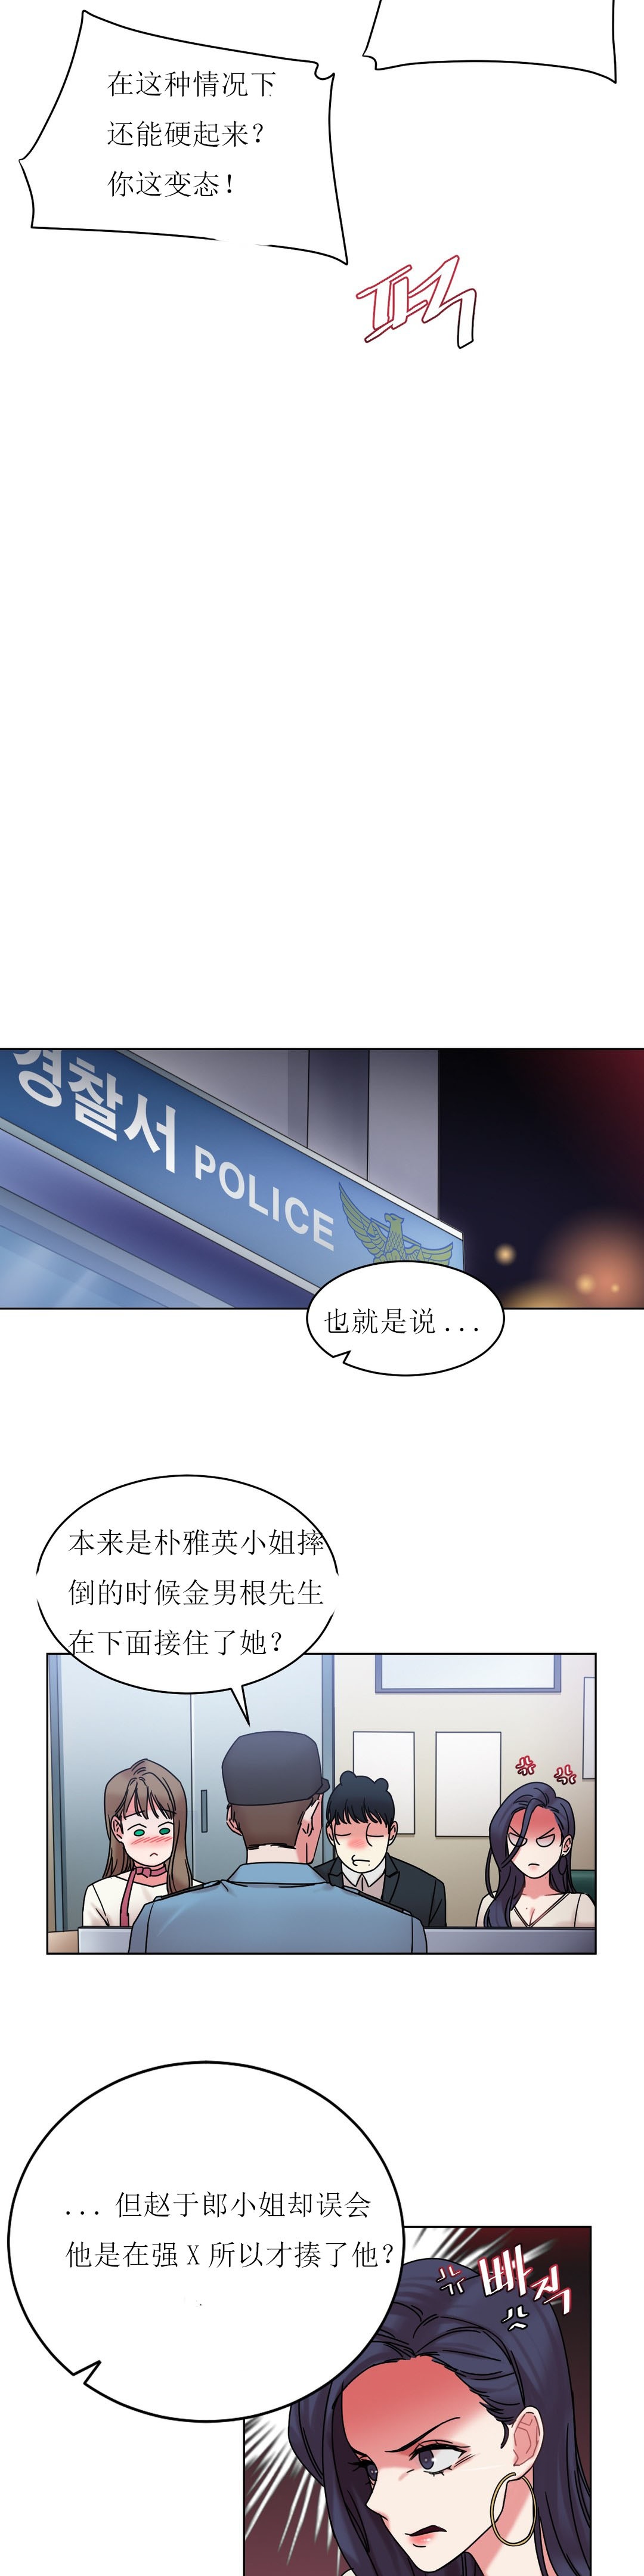 在这种情况下
还能硬起来？
你这变态！
퍼억
경찰서 POLICE
也就是说...
本来是朴雅英小姐摔
倒的时候金男根先生
在下面接住了她？
...但赵于郎小姐却误会
他是在强X所以才揍了他？
빠직